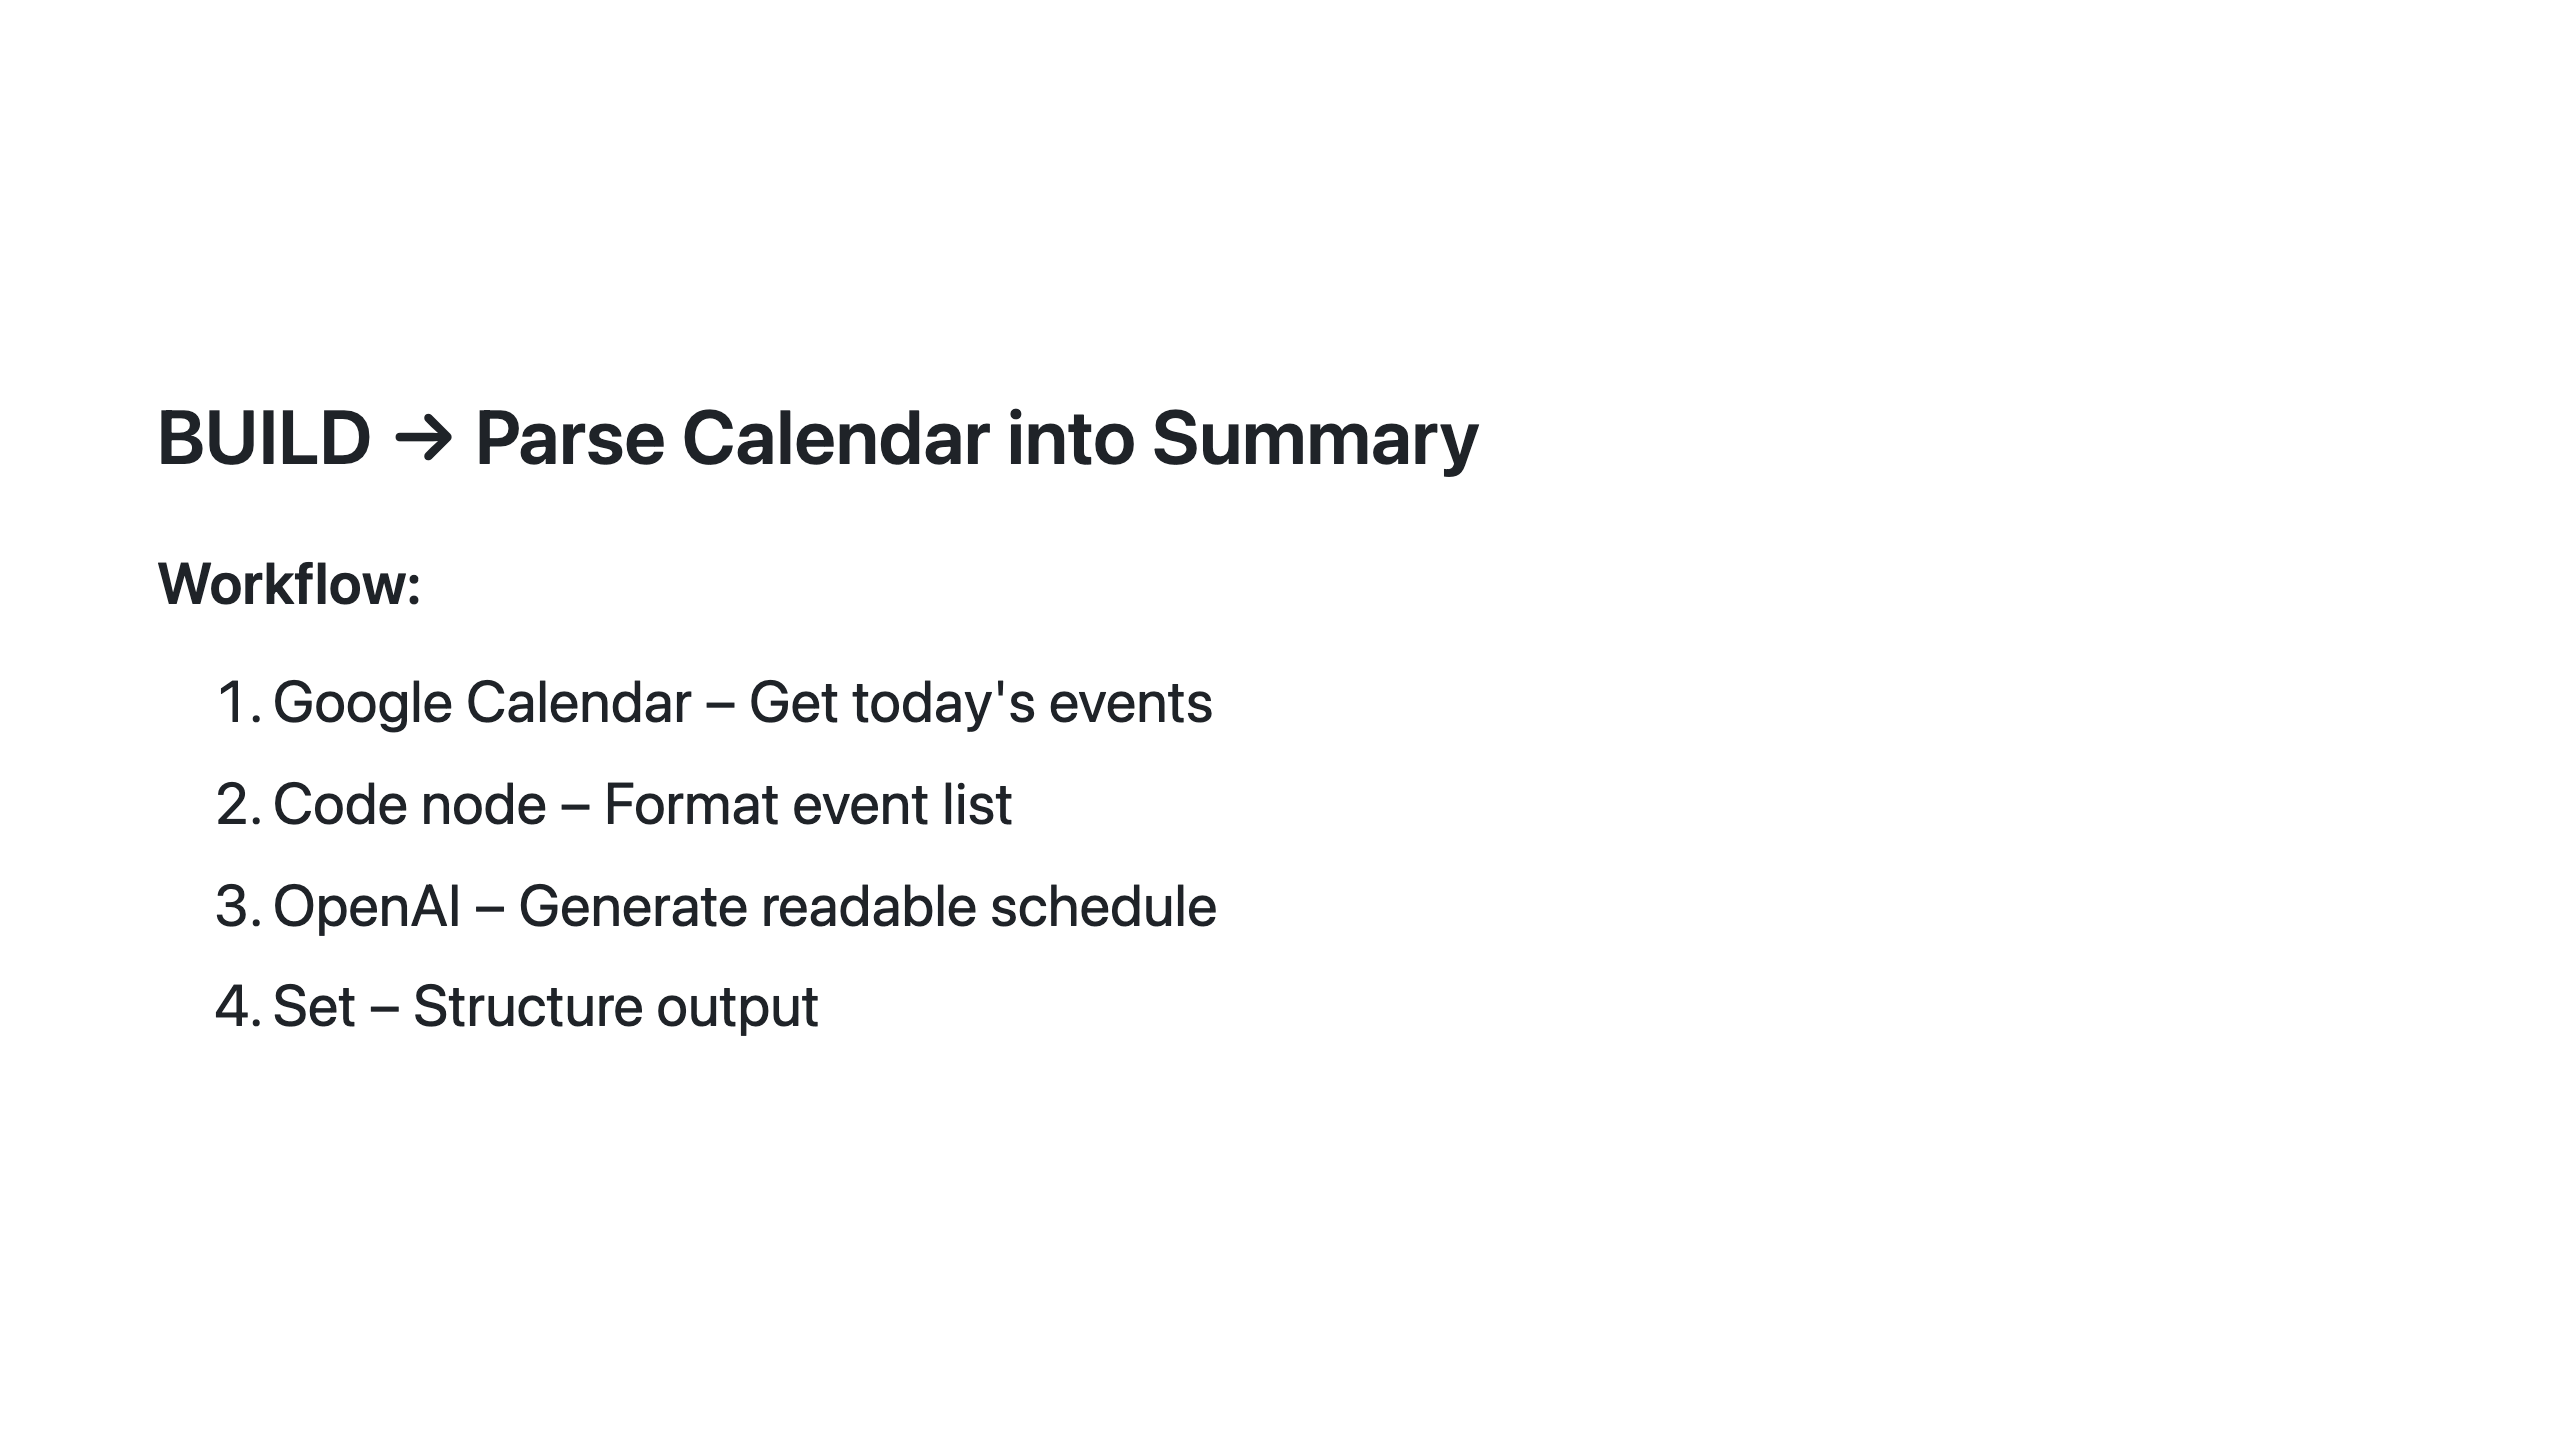 BUILD → Parse Calendar into Summary
Workflow:
1. Google Calendar – Get today's events
2. Code node – Format event list
3. OpenAI – Generate readable schedule
4. Set – Structure output